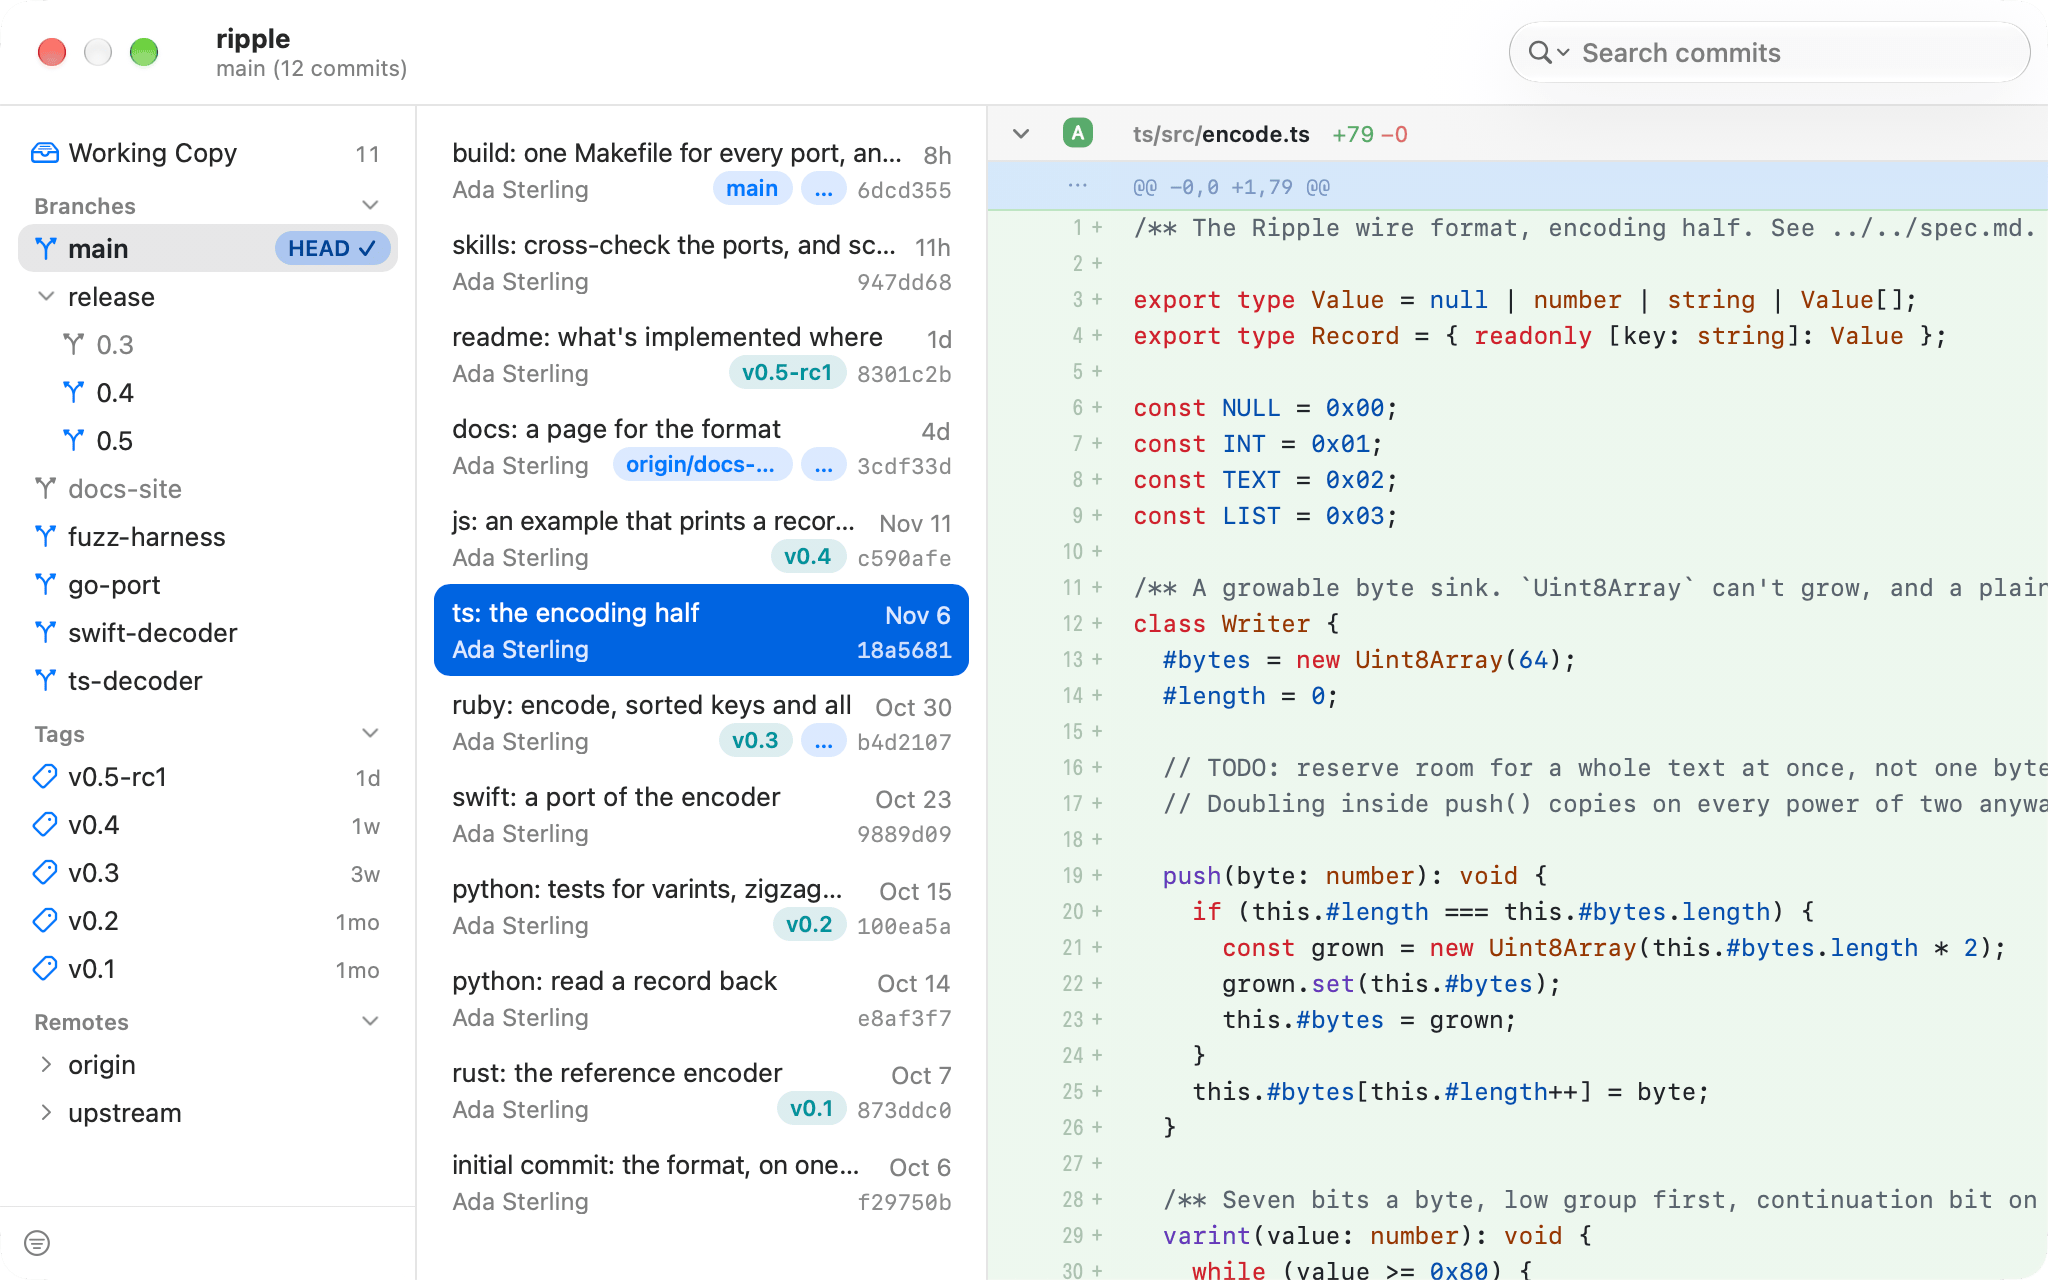 ripple
main (12 commits)
Search commits
Working Copy 11
Branches
main HEAD ✓
release
0.3
0.4
0.5
docs-site
fuzz-harness
go-port
swift-decoder
ts-decoder
Tags
v0.5-rc1 1d
v0.4 1w
v0.3 3w
v0.2 1mo
v0.1 1mo
Remotes
origin
upstream
build: one Makefile for every port, an... 8h
Ada Sterling main ... 6dcd355
skills: cross-check the ports, and sc... 11h
Ada Sterling 947dd68
readme: what's implemented where 1d
Ada Sterling v0.5-rc1 8301c2b
docs: a page for the format 4d
Ada Sterling origin/docs-... ... 3cdf33d
js: an example that prints a recor... Nov 11
Ada Sterling v0.4 c590afe
ts: the encoding half Nov 6
Ada Sterling 18a5681
ruby: encode, sorted keys and all Oct 30
Ada Sterling v0.3 ... b4d2107
swift: a port of the encoder Oct 23
Ada Sterling 9889d09
python: tests for varints, zigzag... Oct 15
Ada Sterling v0.2 100ea5a
python: read a record back Oct 14
Ada Sterling e8af3f7
rust: the reference encoder Oct 7
Ada Sterling v0.1 873ddc0
initial commit: the format, on one... Oct 6
Ada Sterling f29750b
A ts/src/encode.ts +79 −0
... @@ −0,0 +1,79 @@
1 + /** The Ripple wire format, encoding half. See ../../spec.md.
2 +
3 + export type Value = null | number | string | Value[];
4 + export type Record = { readonly [key: string]: Value };
5 +
6 + const NULL = 0x00;
7 + const INT = 0x01;
8 + const TEXT = 0x02;
9 + const LIST = 0x03;
10 +
11 + /** A growable byte sink. `Uint8Array` can't grow, and a plain
12 + class Writer {
13 + #bytes = new Uint8Array(64);
14 + #length = 0;
15 +
16 + // TODO: reserve room for a whole text at once, not one byte
17 + // Doubling inside push() copies on every power of two anywa
18 +
19 + push(byte: number): void {
20 + if (this.#length === this.#bytes.length) {
21 + const grown = new Uint8Array(this.#bytes.length * 2);
22 + grown.set(this.#bytes);
23 + this.#bytes = grown;
24 + }
25 + this.#bytes[this.#length++] = byte;
26 + }
27 +
28 + /** Seven bits a byte, low group first, continuation bit on
29 + varint(value: number): void {
30 + while (value >= 0x80) {